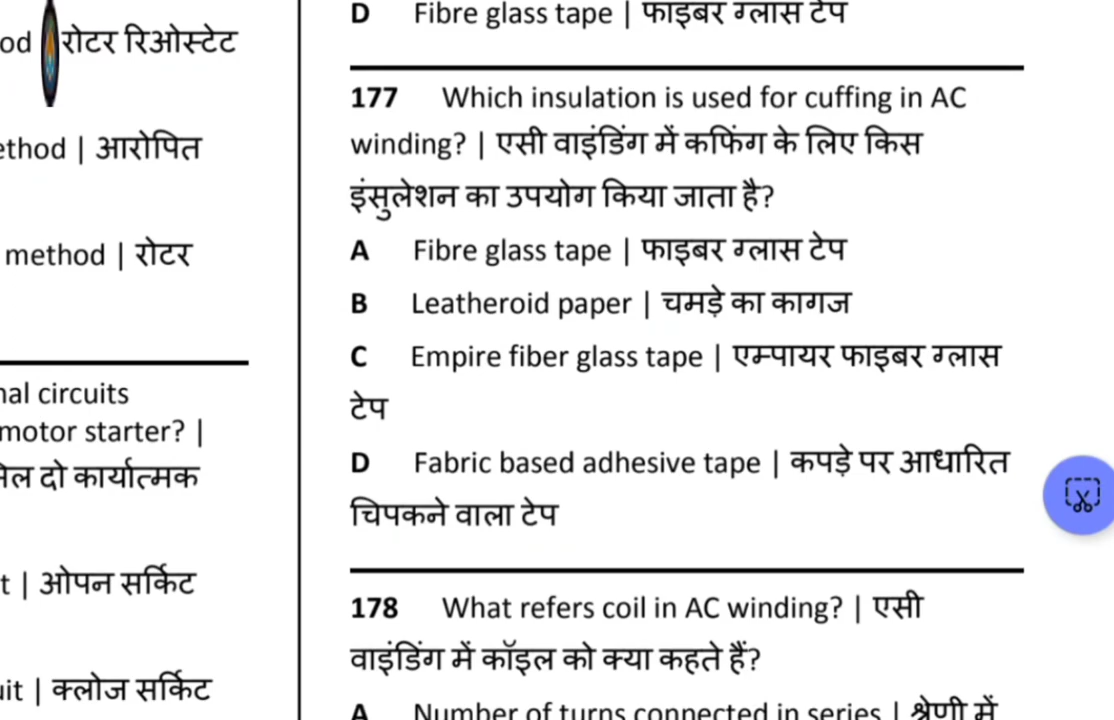 od रोटर रिओस्टेट
ethod | आरोपित
method | रोटर
nal circuits
motor starter? |
मिल दो कार्यात्मक
t | ओपन सर्किट
uit | क्लोज सर्किट
D Fibre glass tape | फाइबर ग्लास टेप
177 Which insulation is used for cuffing in AC
winding? | एसी वाइंडिंग में कफिंग के लिए किस
इंसुलेशन का उपयोग किया जाता है?
A Fibre glass tape | फाइबर ग्लास टेप
B Leatheroid paper | चमड़े का कागज
C Empire fiber glass tape | एम्पायर फाइबर ग्लास
टेप
D Fabric based adhesive tape | कपड़े पर आधारित
चिपकने वाला टेप
178 What refers coil in AC winding? | एसी
वाइंडिंग में कॉइल को क्या कहते हैं?
A Number of turns connected in series | श्रेणी में